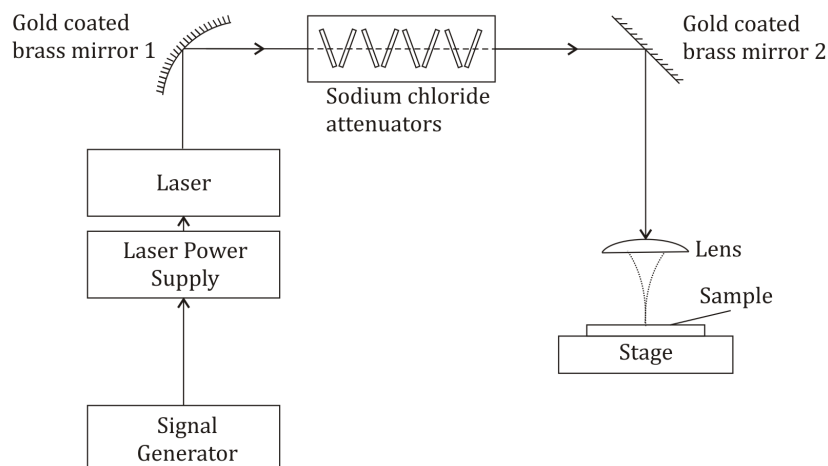 Gold coated
brass mirror 1
Gold coated
brass mirror 2
Sodium chloride
attenuators
Laser
Laser Power
Supply
Lens
Sample
Stage
Signal
Generator